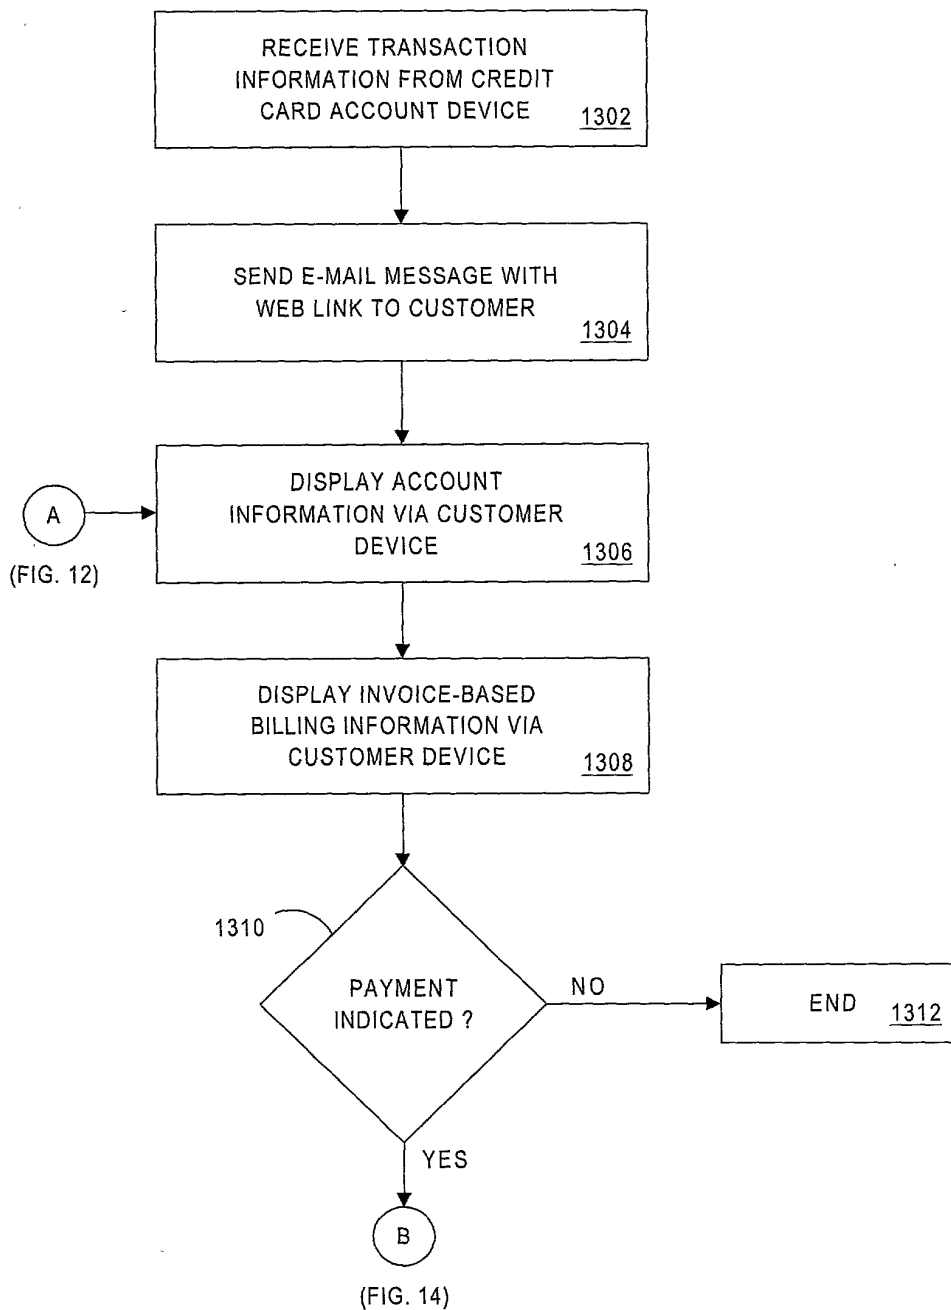 RECEIVE TRANSACTION
INFORMATION FROM CREDIT
CARD ACCOUNT DEVICE
1302
SEND E-MAIL MESSAGE WITH
WEB LINK TO CUSTOMER
1304
A
(FIG. 12)
DISPLAY ACCOUNT
INFORMATION VIA CUSTOMER
DEVICE
1306
DISPLAY INVOICE-BASED
BILLING INFORMATION VIA
CUSTOMER DEVICE
1308
1310
PAYMENT
INDICATED ?
NO
END
1312
YES
B
(FIG. 14)